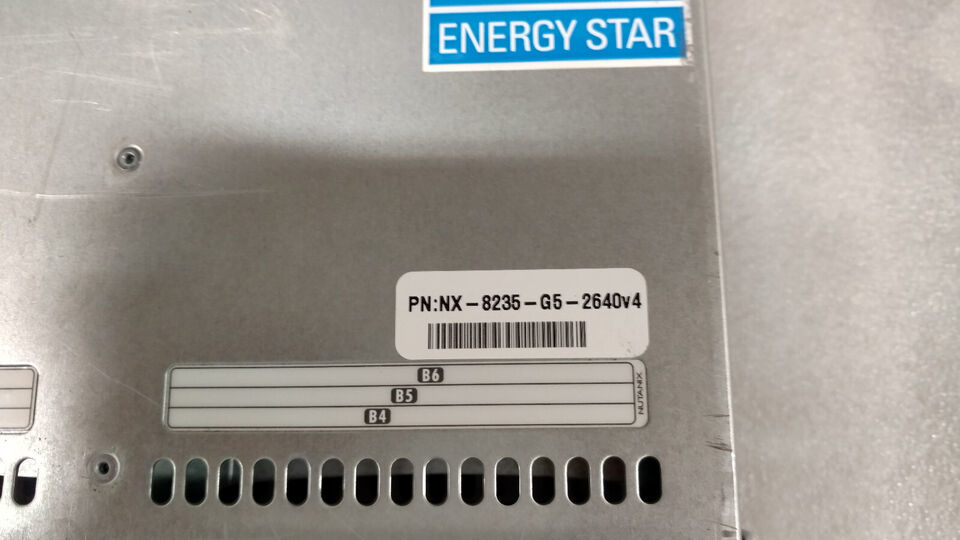 ENERGY STAR
PN:NX-8235-G5-2640v4
B6
B5
B4
NUTANIX